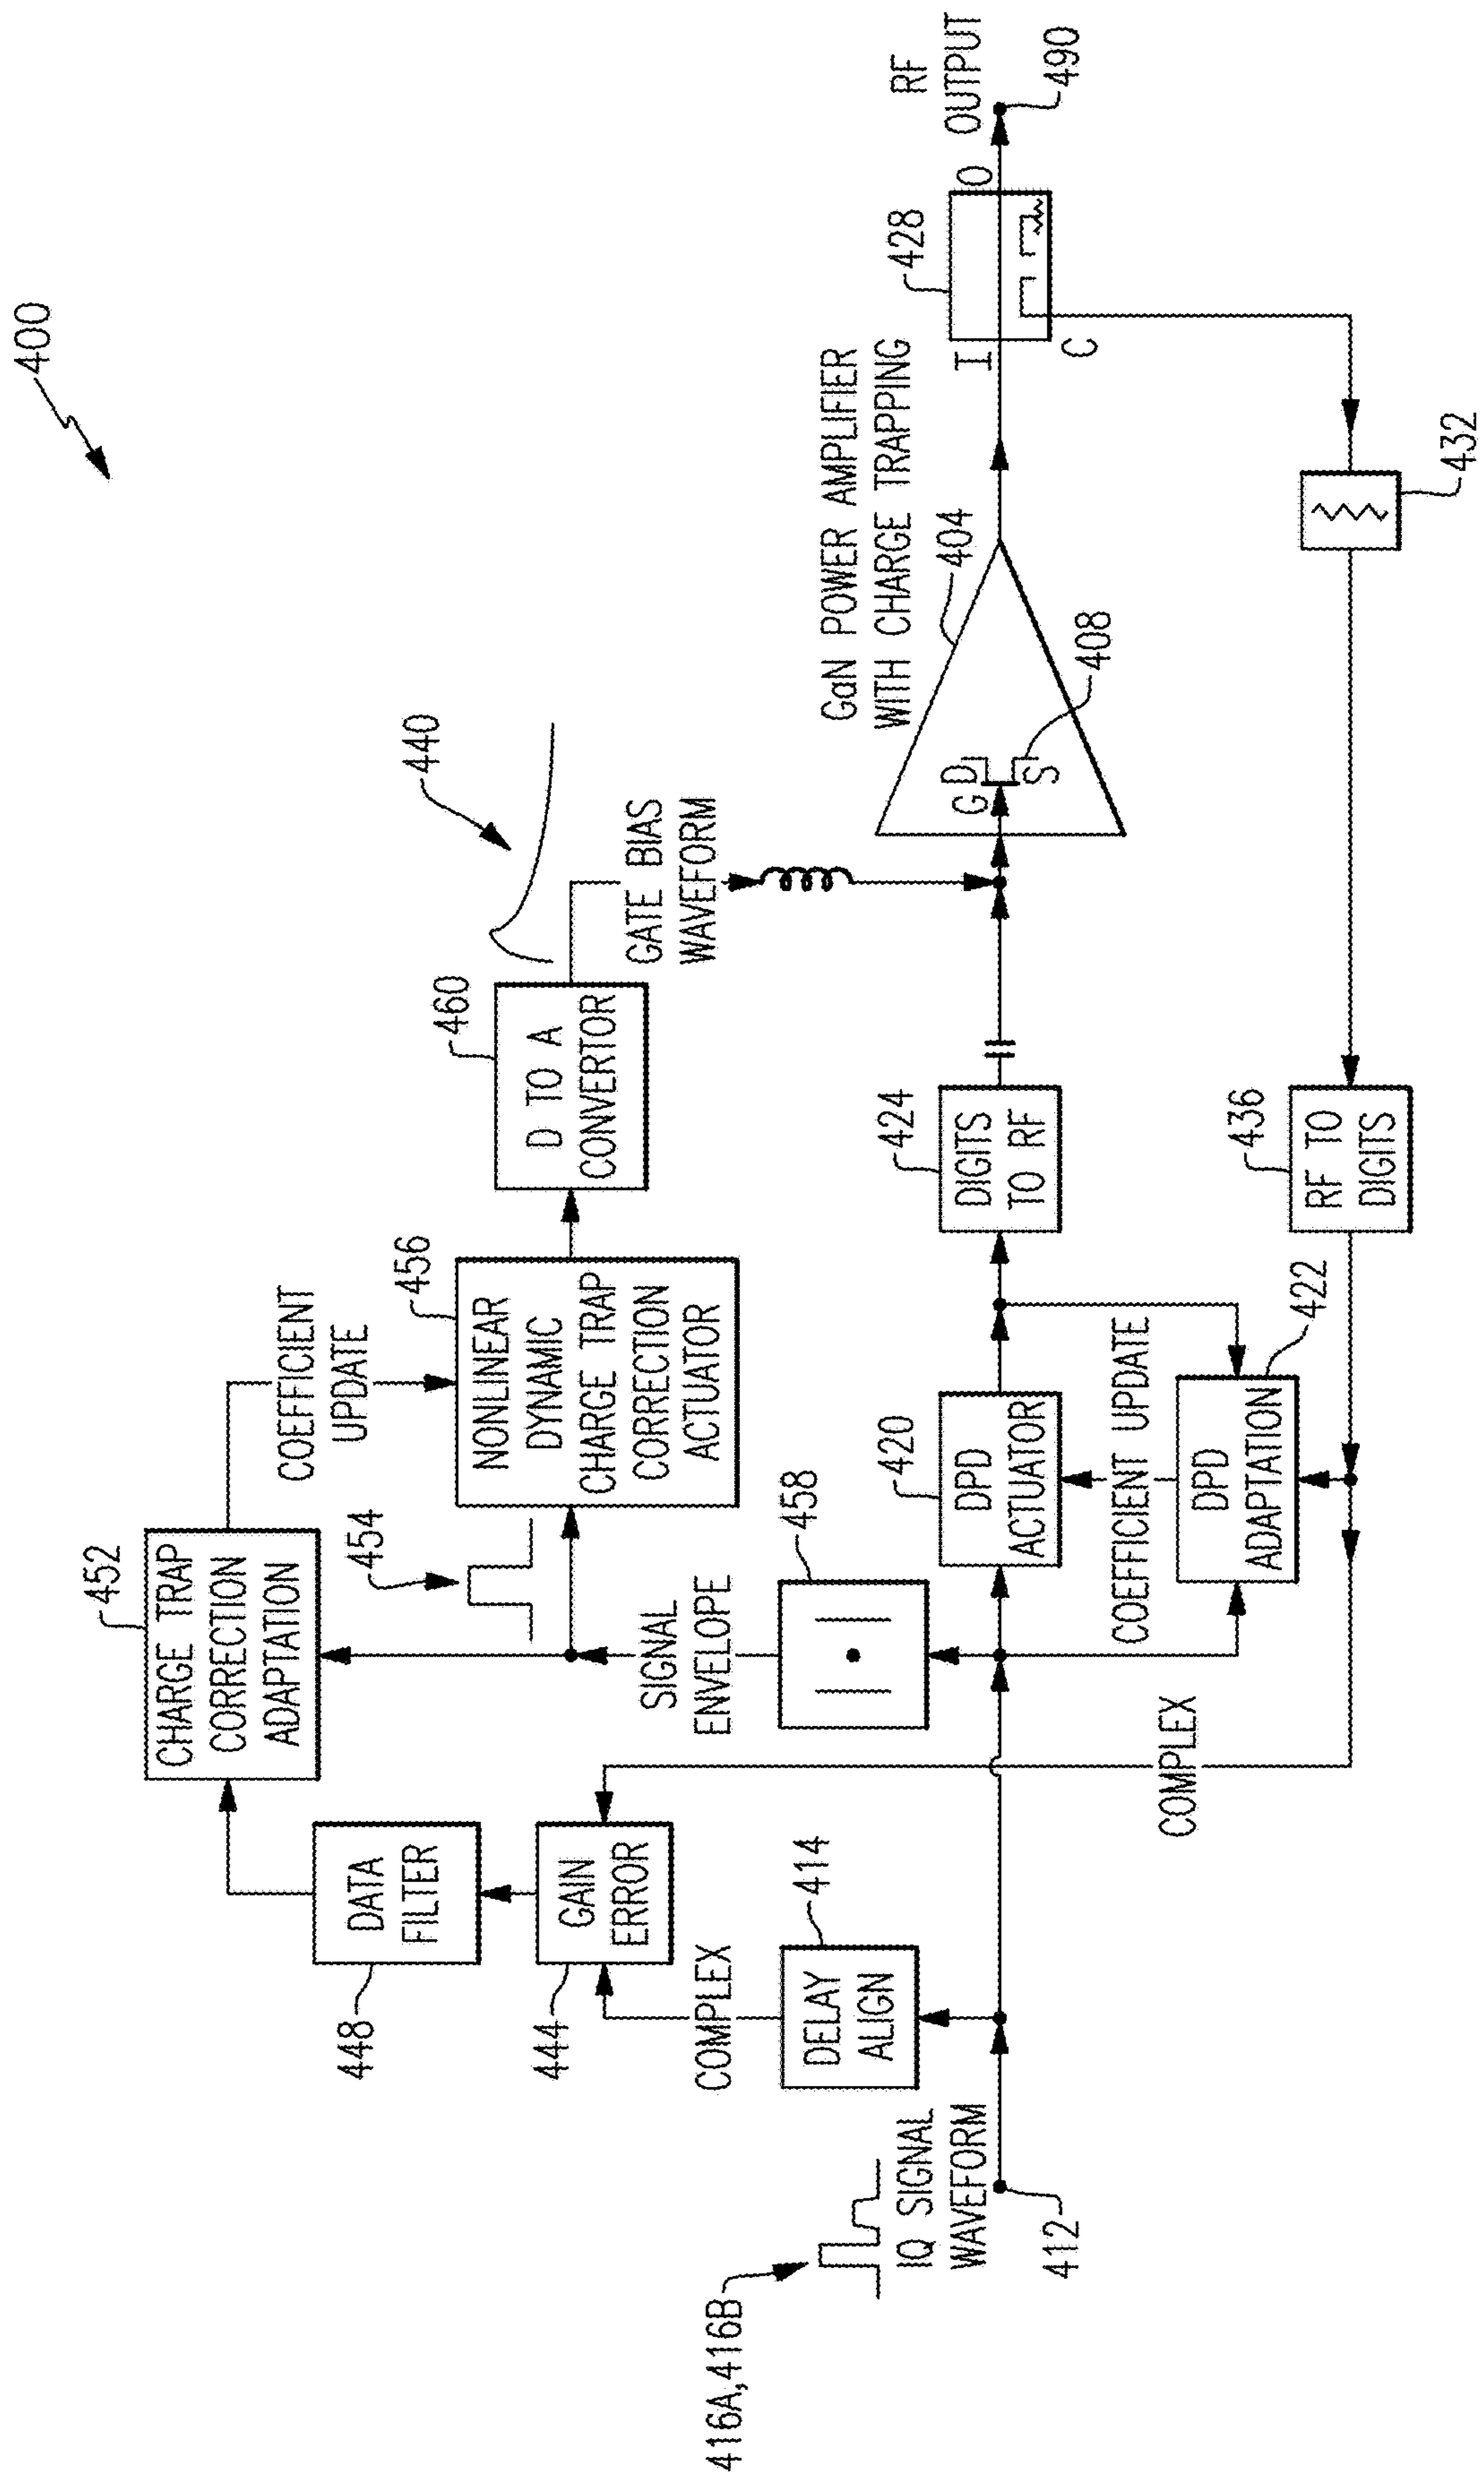 400
452
CHARGE TRAP
CORRECTION
ADAPTATION
COEFFICIENT
UPDATE
448
DATA
FILTER
454
456
NONLINEAR
DYNAMIC
CHARGE TRAP
CORRECTION
ACTUATOR
460
D TO A
CONVERTOR
440
GATE BIAS
WAVEFORM
444
GAIN
ERROR
SIGNAL
ENVELOPE
458
COMPLEX
414
DELAY
ALIGN
416A,416B
IQ SIGNAL
WAVEFORM
412
420
DPD
ACTUATOR
424
DIGITS
TO RF
GaN POWER AMPLIFIER
WITH CHARGE TRAPPING
404
G
D
S
408
428
I
O
C
RF
OUTPUT
490
COEFFICIENT UPDATE
COMPLEX
DPD
ADAPTATION
422
436
RF TO
DIGITS
432